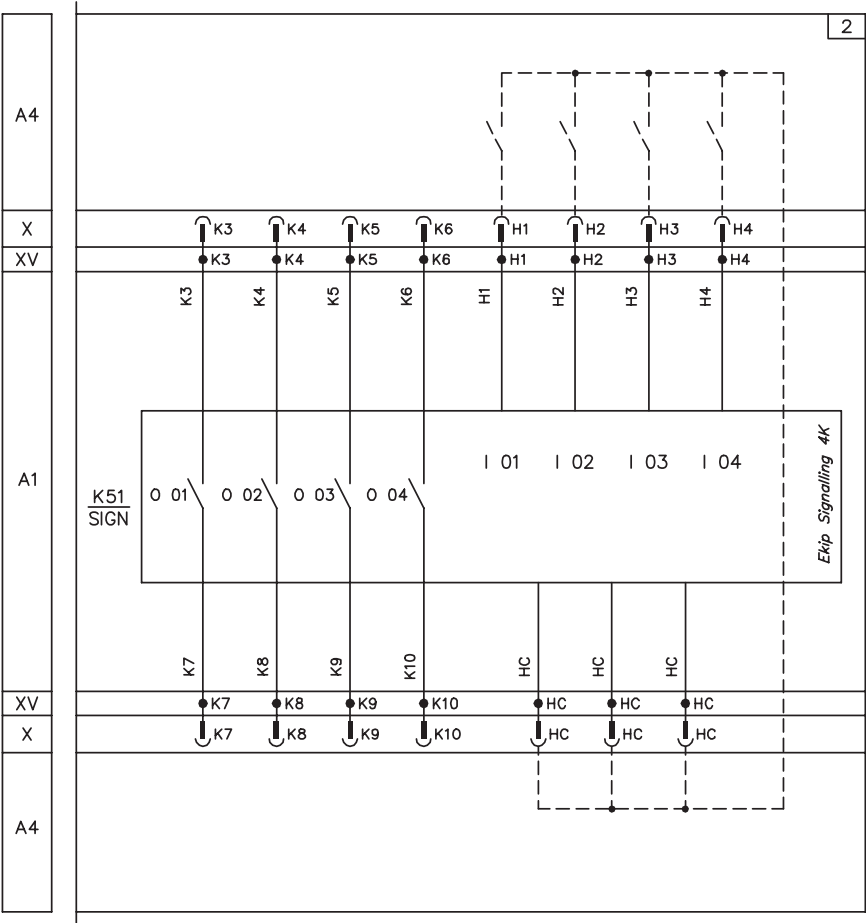 2
A4
X
K3 K4 K5 K6 H1 H2 H3 H4
XV
K3 K4 K5 K6 H1 H2 H3 H4
K3 K4 K5 K6 H1 H2 H3 H4
A1
I 01 I 02 I 03 I 04
K51
SIGN
O 01 O 02 O 03 O 04
Ekip Signalling 4K
K7 K8 K9 K10 HC HC HC
XV
K7 K8 K9 K10 HC HC HC
X
K7 K8 K9 K10 HC HC HC
A4